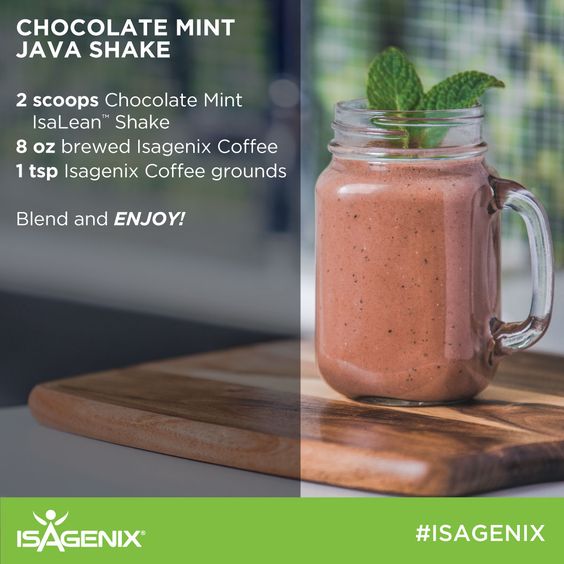 CHOCOLATE MINT
JAVA SHAKE
2 scoops Chocolate Mint
IsaLean™ Shake
8 oz brewed Isagenix Coffee
1 tsp Isagenix Coffee grounds
Blend and ENJOY!
ISAGENIX®
#ISAGENIX